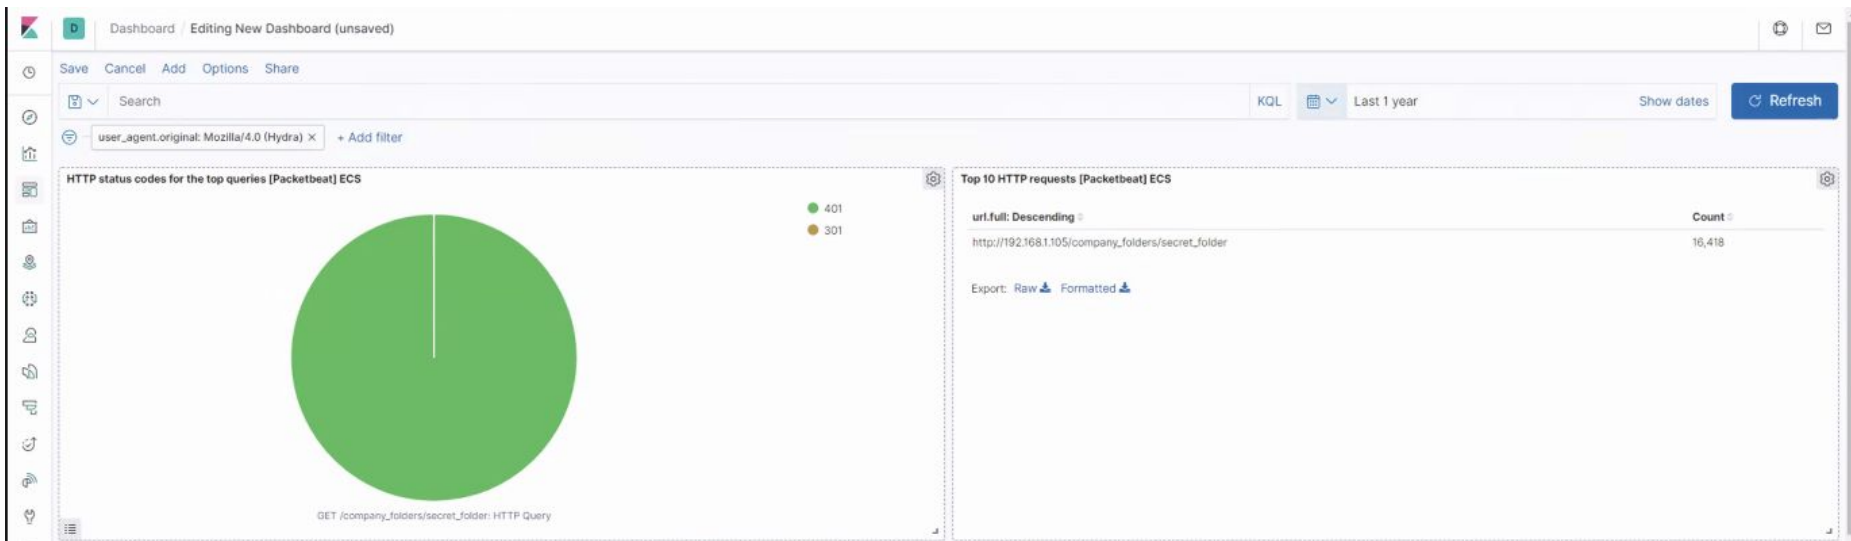 D Dashboard / Editing New Dashboard (unsaved)
Save Cancel Add Options Share
Search KQL Last 1 year Show dates Refresh
user_agent.original: Mozilla/4.0 (Hydra) × + Add filter
HTTP status codes for the top queries [Packetbeat] ECS
401
301
GET /company_folders/secret_folder: HTTP Query
Top 10 HTTP requests [Packetbeat] ECS
url.full: Descending Count
http://192.168.1.105/company_folders/secret_folder 16,418
Export: Raw Formatted